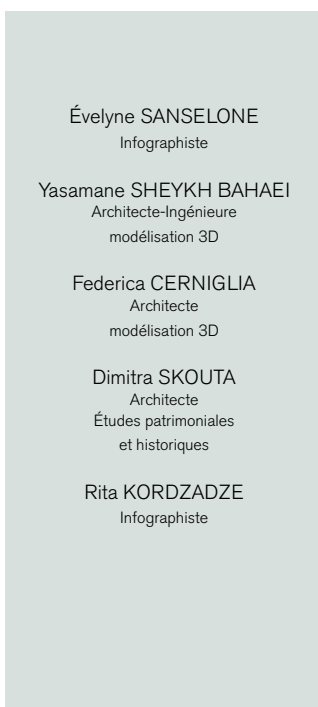 Évelyne SANSELONE
Infographiste
Yasamane SHEYKH BAHAEI
Architecte-Ingénieure
modélisation 3D
Federica CERNIGLIA
Architecte
modélisation 3D
Dimitra SKOUTA
Architecte
Études patrimoniales
et historiques
Rita KORDZADZE
Infographiste